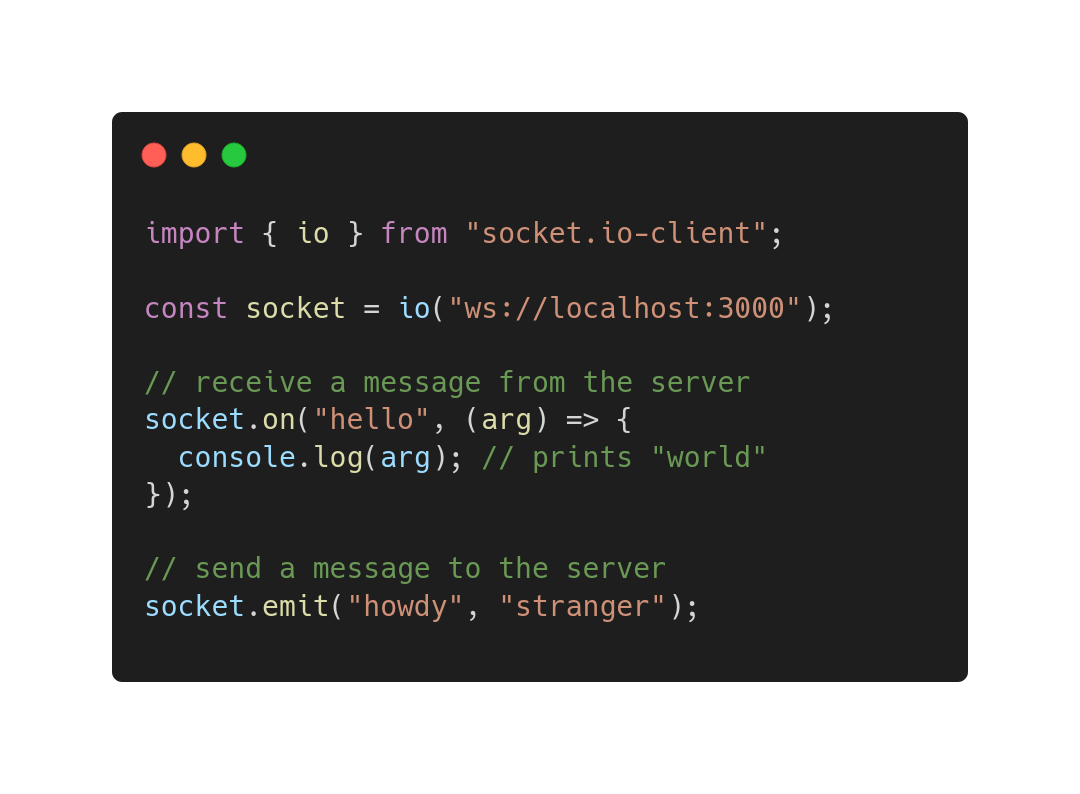 import { io } from "socket.io-client";
const socket = io("ws://localhost:3000");
// receive a message from the server
socket.on("hello", (arg) => {
  console.log(arg); // prints "world"
});
// send a message to the server
socket.emit("howdy", "stranger");